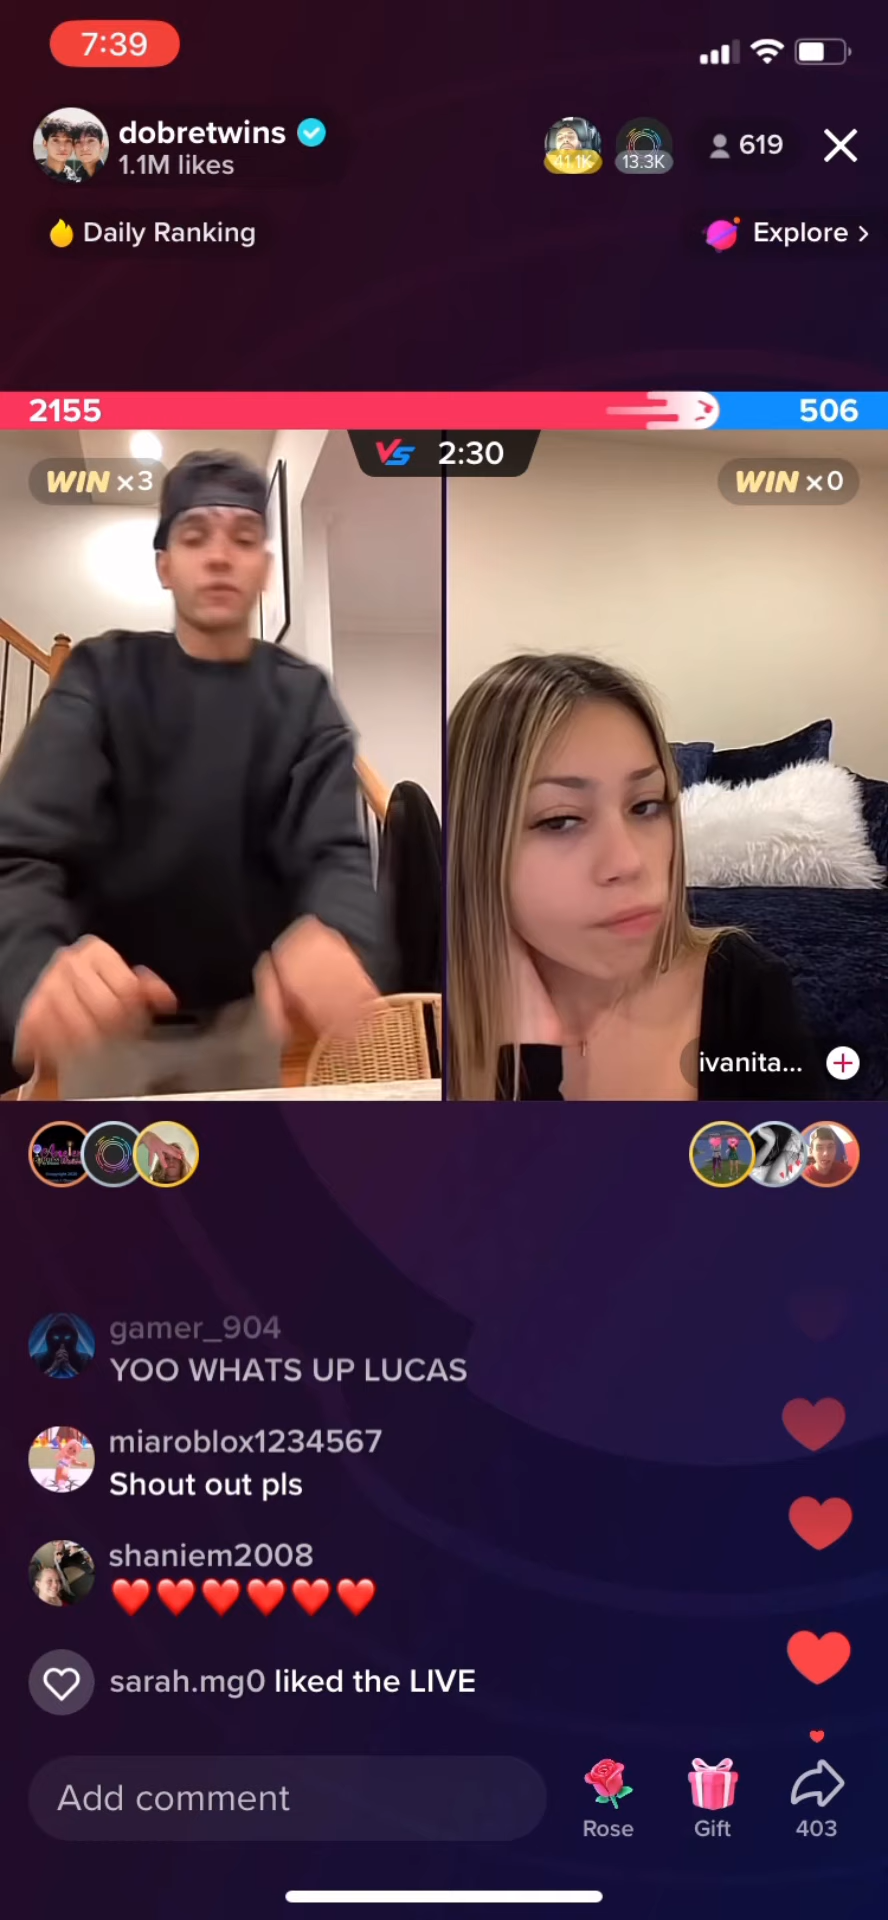 7:39
dobretwins
1.1M likes
41.1K
13.3K
619
Daily Ranking
Explore >
2155
506
VS 2:30
WIN x3
WIN x0
ivanita...
gamer_904
YOO WHATS UP LUCAS
miaroblox1234567
Shout out pls
shaniem2008
❤️❤️❤️❤️❤️❤️
sarah.mg0 liked the LIVE
Add comment
Rose
Gift
403